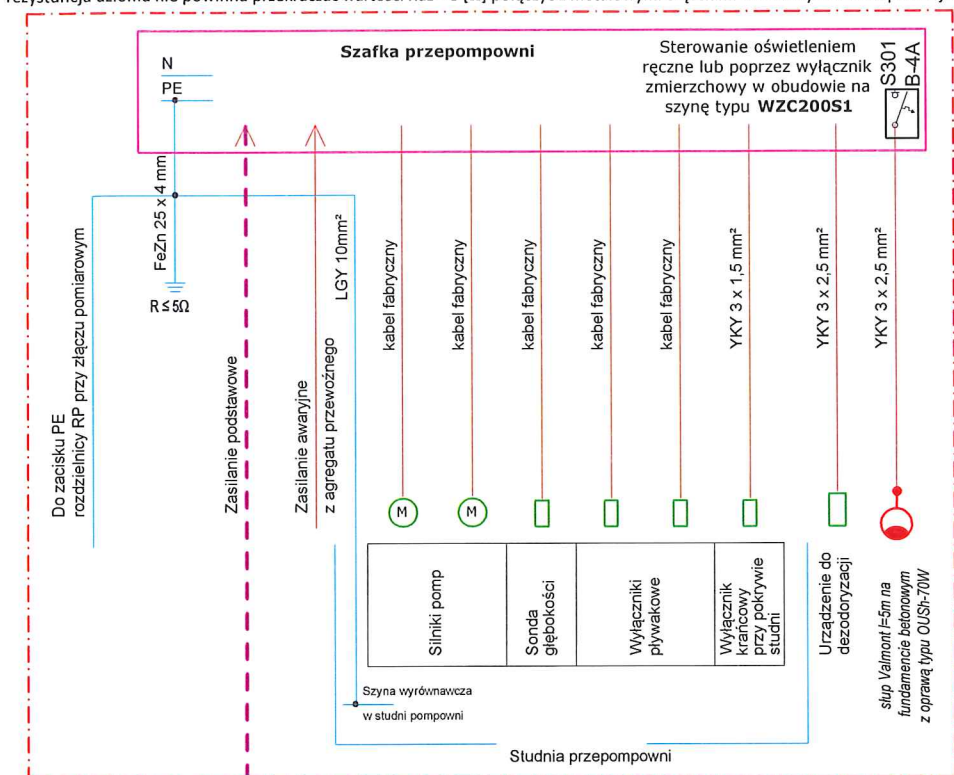 Szafka przepompowni
N
PE
Sterowanie oświetleniem
ręczne lub poprzez wyłącznik
zmierzchowy w obudowie na
szynę typu WZC200S1
S301
B-4A
FeZn 25 x 4 mm
R ≤ 5Ω
Do zacisku PE
rozdzielnicy RP przy złączu pomiarowym
Zasilanie podstawowe
Zasilanie awaryjne
z agregatu przewoźnego
LGY 10mm²
kabel fabryczny
kabel fabryczny
kabel fabryczny
kabel fabryczny
kabel fabryczny
YKY 3 x 1,5 mm²
YKY 3 x 2,5 mm²
YKY 3 x 2,5 mm²
M
M
Silniki pomp
Sonda
głębokości
Wyłączniki
pływakowe
Wyłącznik
krańcowy
przy pokrywie
studni
Urządzenie do
dezodoryzacji
słup Valmont l=5m na
fundamencie betonowym
z oprawą typu OUSh-70W
Szyna wyrównawcza
w studni pompowni
Studnia przepompowni